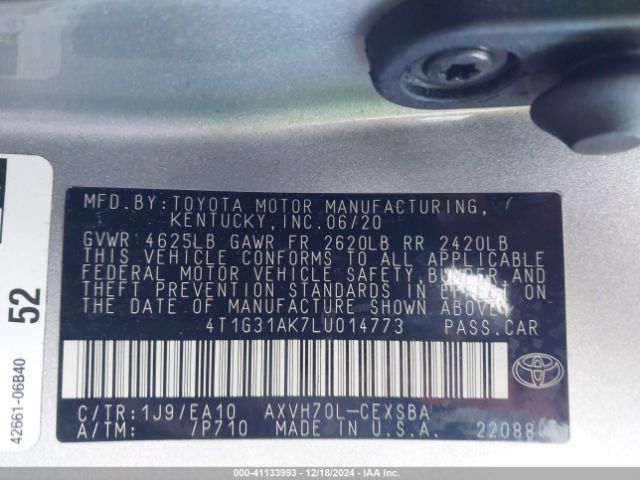 MFD. BY: TOYOTA MOTOR MANUFACTURING,
KENTUCKY, INC. 06/20
GVWR 4625LB GAWR FR 2620LB RR 2420LB
THIS VEHICLE CONFORMS TO ALL APPLICABLE
FEDERAL MOTOR VEHICLE SAFETY, BUMPER AND
THEFT PREVENTION STANDARDS IN EFFECT ON
THE DATE OF MANUFACTURE SHOWN ABOVE.
4T1G31AK7LU014773 PASS.CAR
C/TR:1J9/EA10 AXVH70L-CEXSBA
A/TM: /P710 MADE IN U.S.A. 22088
52
42661-06B40
000-41133993 | 12/18/2024 | IAA Inc.